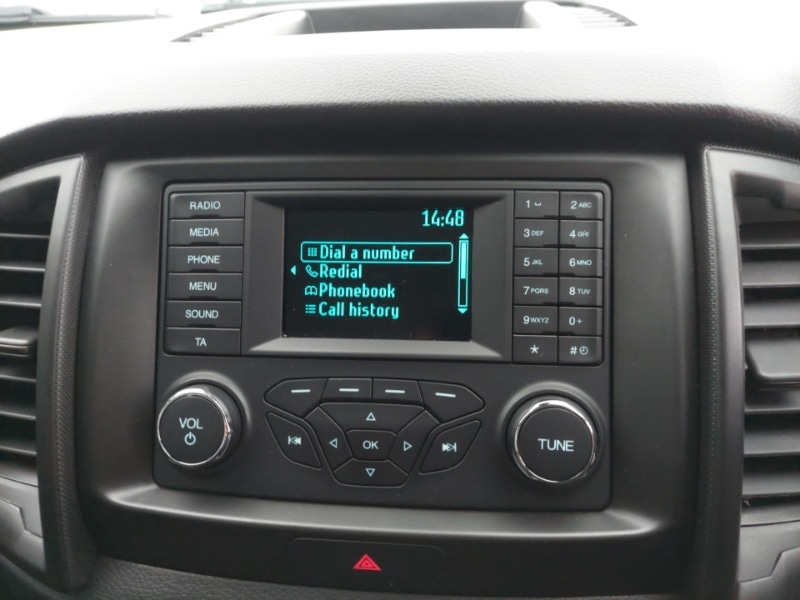 14:48
Dial a number
Redial
Phonebook
Call history
RADIO
MEDIA
PHONE
MENU
SOUND
TA
1 ⎵ 2 ABC
3 DEF 4 GHI
5 JKL 6 MNO
7 PQRS 8 TUV
9 WXYZ 0 +
* #
VOL
OK
TUNE